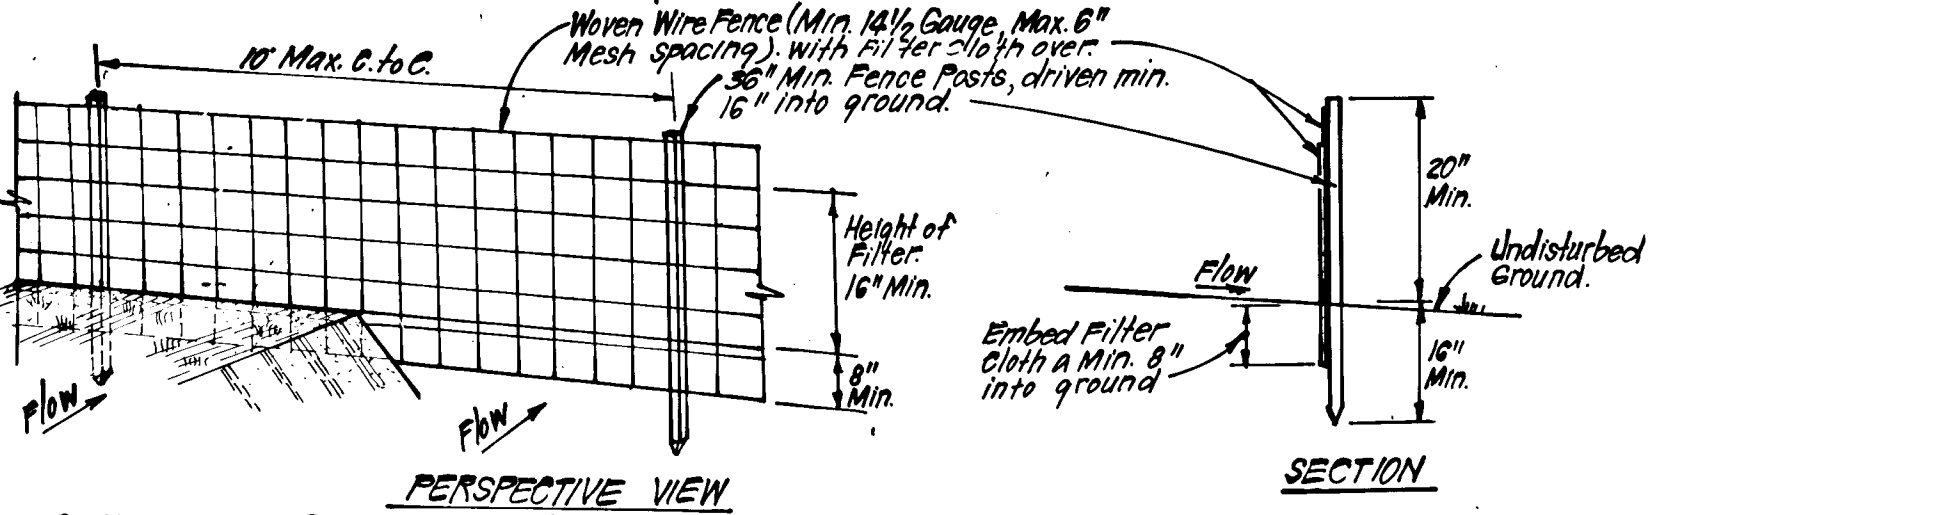 Woven Wire Fence (Min. 14 1/2 Gauge, Max. 6"
Mesh spacing). with Filter cloth over.
36" Min. Fence Posts, driven min.
16" into ground.
10' Max. C. to C.
Height of
Filter.
16" Min.
8"
Min.
Flow
Flow
PERSPECTIVE VIEW
20"
Min.
Undisturbed
Ground.
Flow
Embed Filter
cloth a Min. 8"
into ground
16"
Min.
SECTION